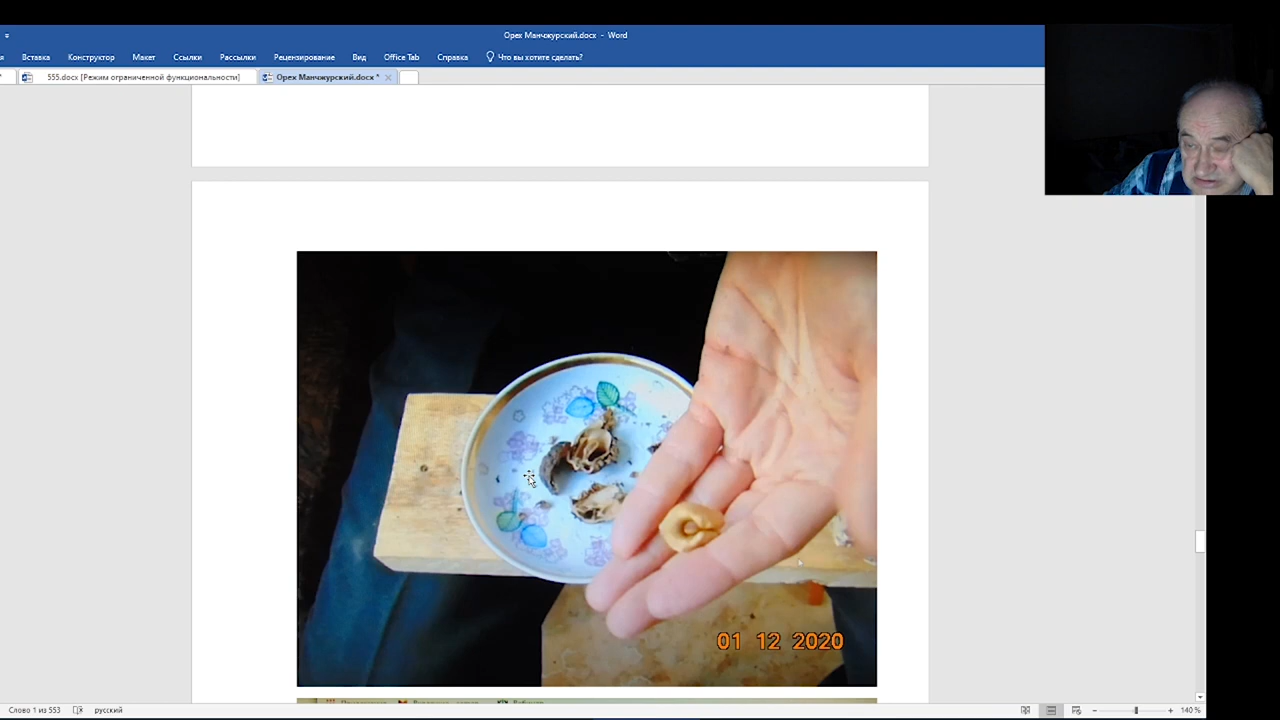 Орех Манчжурский.docx - Word
Вставка Конструктор Макет Ссылки Рассылки Рецензирование Вид Office Tab Справка Что вы хотите сделать?
555.docx [Режим ограниченной функциональности] Орех Манчжурский.docx *
01 12 2020
Слово 1 из 553 русский 140 %